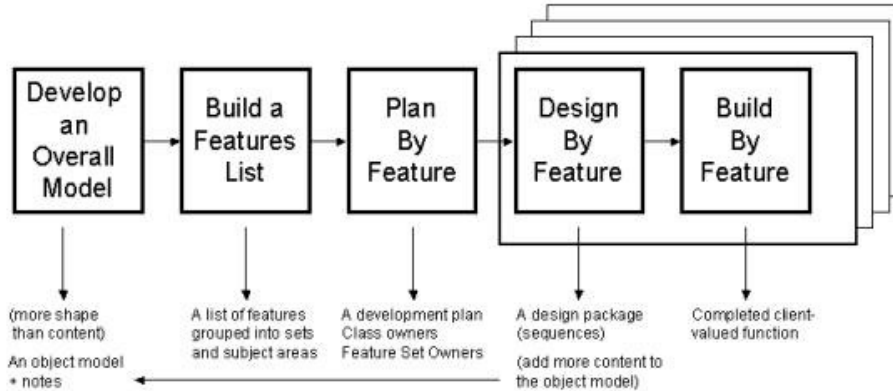 Develop
an
Overall
Model
Build a
Features
List
Plan
By
Feature
Design
By
Feature
Build
By
Feature
(more shape
than content)
An object model
+ notes
A list of features
grouped into sets
and subject areas
A development plan
Class owners
Feature Set Owners
A design package
(sequences)
(add more content to
the object model)
Completed client-
valued function